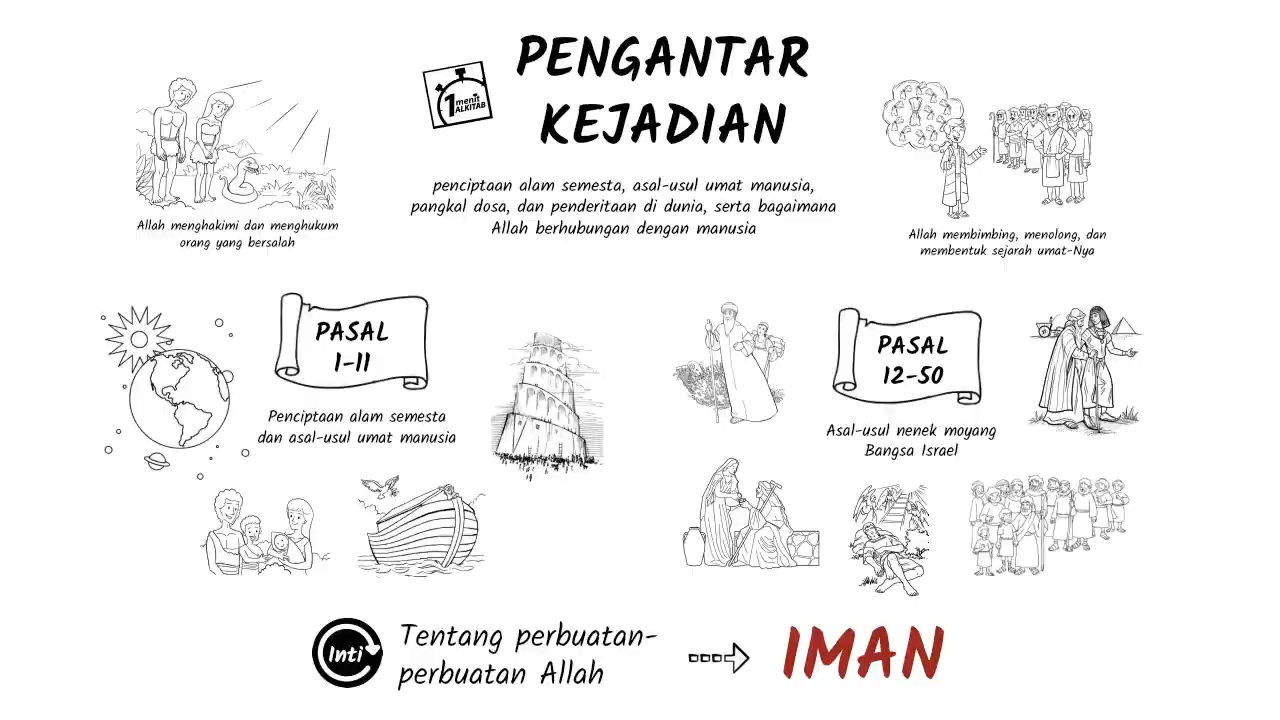 PENGANTAR
KEJADIAN
1 menit
ALKITAB
penciptaan alam semesta, asal-usul umat manusia,
pangkal dosa, dan penderitaan di dunia, serta bagaimana
Allah berhubungan dengan manusia
Allah menghakimi dan menghukum
orang yang bersalah
Allah membimbing, menolong, dan
membentuk sejarah umat-Nya
PASAL
1-11
Penciptaan alam semesta
dan asal-usul umat manusia
PASAL
12-50
Asal-usul nenek moyang
Bangsa Israel
Inti
Tentang perbuatan-
perbuatan Allah
IMAN